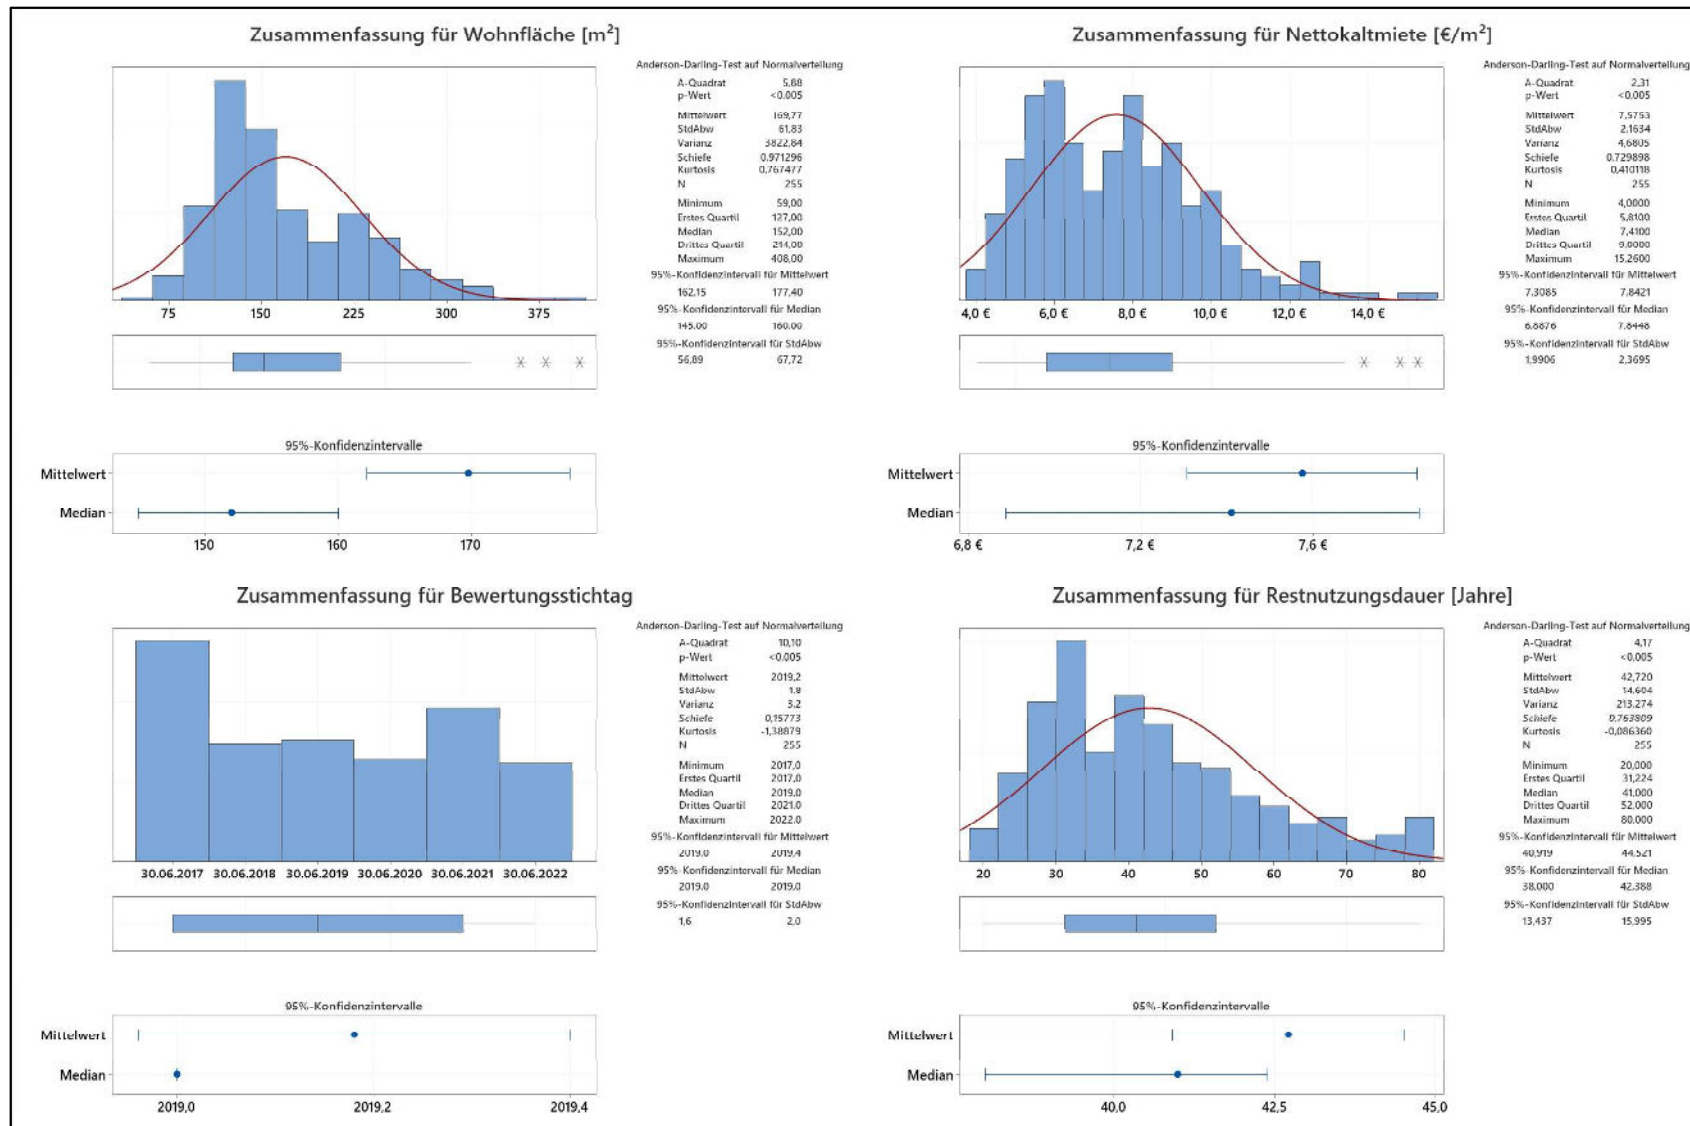 Zusammenfassung für Wohnfläche [m²]
Anderson-Darling-Test auf Normalverteilung
A-Quadrat 5,68
p-Wert <0,005
Mittelwert 169,77
StdAbw 61,83
Varianz 3822,84
Schiefe 0,971296
Kurtosis 0,767477
N 255
Minimum 59,00
Erstes Quartil 127,00
Median 152,00
Drittes Quartil 214,00
Maximum 408,00
95%-Konfidenzintervall für Mittelwert
162,15 177,40
95%-Konfidenzintervall für Median
145,00 160,00
95%-Konfidenzintervall für StdAbw
56,89 67,72
75 150 225 300 375
95%-Konfidenzintervalle
Mittelwert
Median
150 160 170
Zusammenfassung für Nettokaltmiete [€/m²]
Anderson-Darling-Test auf Normalverteilung
A-Quadrat 2,31
p-Wert <0,005
Mittelwert 7,5753
StdAbw 2,1634
Varianz 4,6805
Schiefe 0,729898
Kurtosis 0,410118
N 255
Minimum 4,0000
Erstes Quartil 5,8100
Median 7,4100
Drittes Quartil 9,0000
Maximum 15,2600
95%-Konfidenzintervall für Mittelwert
7,3085 7,8421
95%-Konfidenzintervall für Median
6,8876 7,8448
95%-Konfidenzintervall für StdAbw
1,9906 2,3695
4,0 € 6,0 € 8,0 € 10,0 € 12,0 € 14,0 €
95%-Konfidenzintervalle
Mittelwert
Median
6,8 € 7,2 € 7,6 €
Zusammenfassung für Bewertungsstichtag
Anderson-Darling-Test auf Normalverteilung
A-Quadrat 10,10
p-Wert <0,005
Mittelwert 2019,2
StdAbw 1,8
Varianz 3,2
Schiefe 0,15773
Kurtosis -1,38879
N 255
Minimum 2017,0
Erstes Quartil 2017,0
Median 2019,0
Drittes Quartil 2021,0
Maximum 2022,0
95%-Konfidenzintervall für Mittelwert
2019,0 2019,4
95%-Konfidenzintervall für Median
2019,0 2019,0
95%-Konfidenzintervall für StdAbw
1,6 2,0
30.06.2017 30.06.2018 30.06.2019 30.06.2020 30.06.2021 30.06.2022
95%-Konfidenzintervalle
Mittelwert
Median
2019,0 2019,2 2019,4
Zusammenfassung für Restnutzungsdauer [Jahre]
Anderson-Darling-Test auf Normalverteilung
A-Quadrat 4,17
p-Wert <0,005
Mittelwert 42,720
StdAbw 14,604
Varianz 213,274
Schiefe 0,763809
Kurtosis -0,086360
N 255
Minimum 20,000
Erstes Quartil 31,224
Median 41,000
Drittes Quartil 52,000
Maximum 80,000
95%-Konfidenzintervall für Mittelwert
40,919 44,521
95%-Konfidenzintervall für Median
38,000 42,388
95%-Konfidenzintervall für StdAbw
13,437 15,995
20 30 40 50 60 70 80
95%-Konfidenzintervalle
Mittelwert
Median
40,0 42,5 45,0